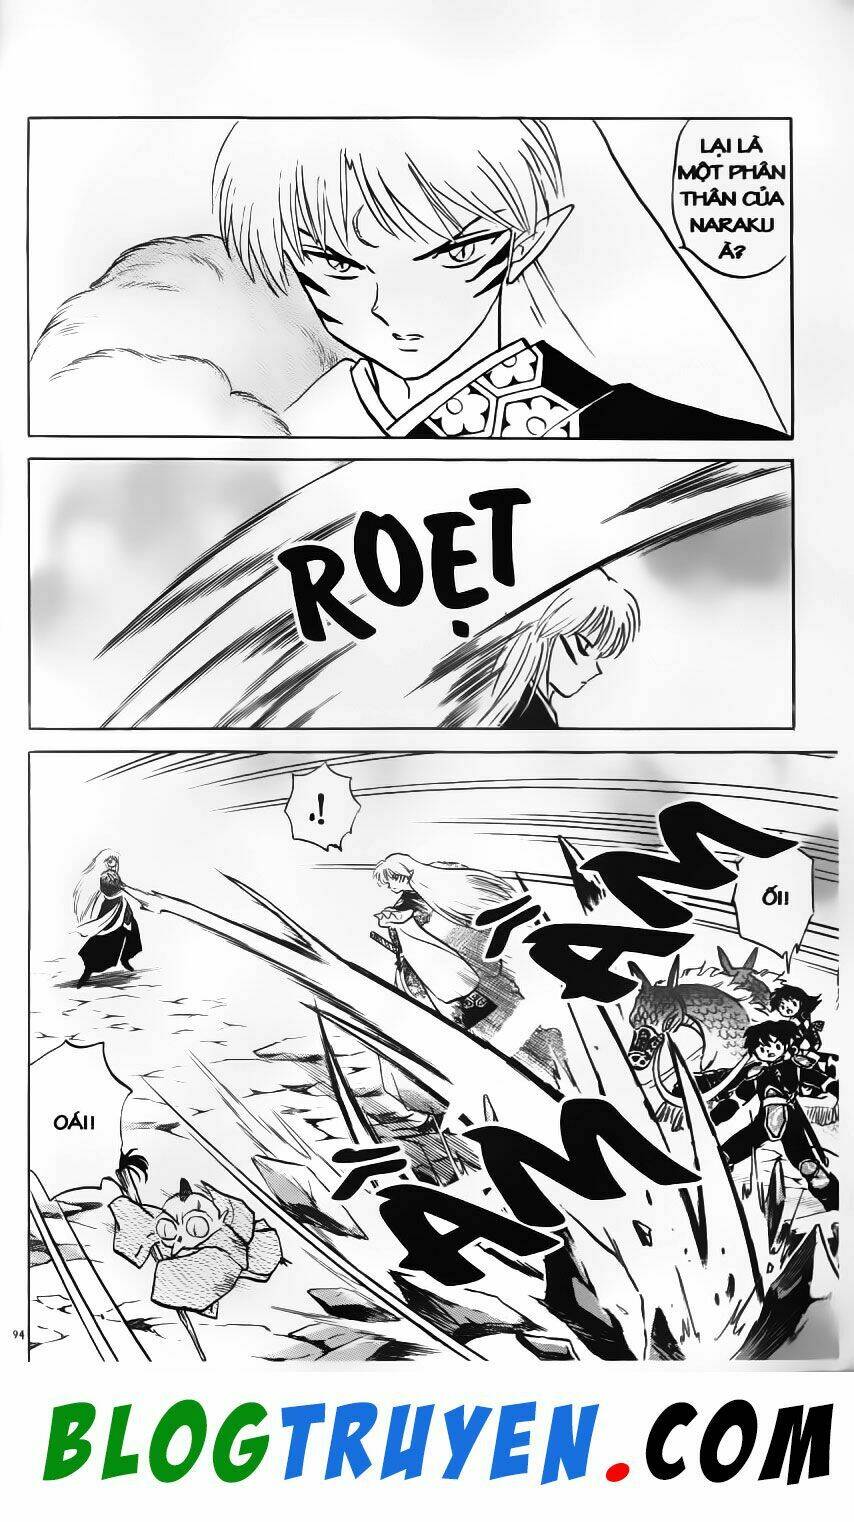 LẠI LÀ
MỘT PHÂN
THÂN CỦA
NARAKU
À?
ROẸT
.!
ẦM
ỐI!!
ẦM
OÁI!
94
BLOGTRUYEN.COM